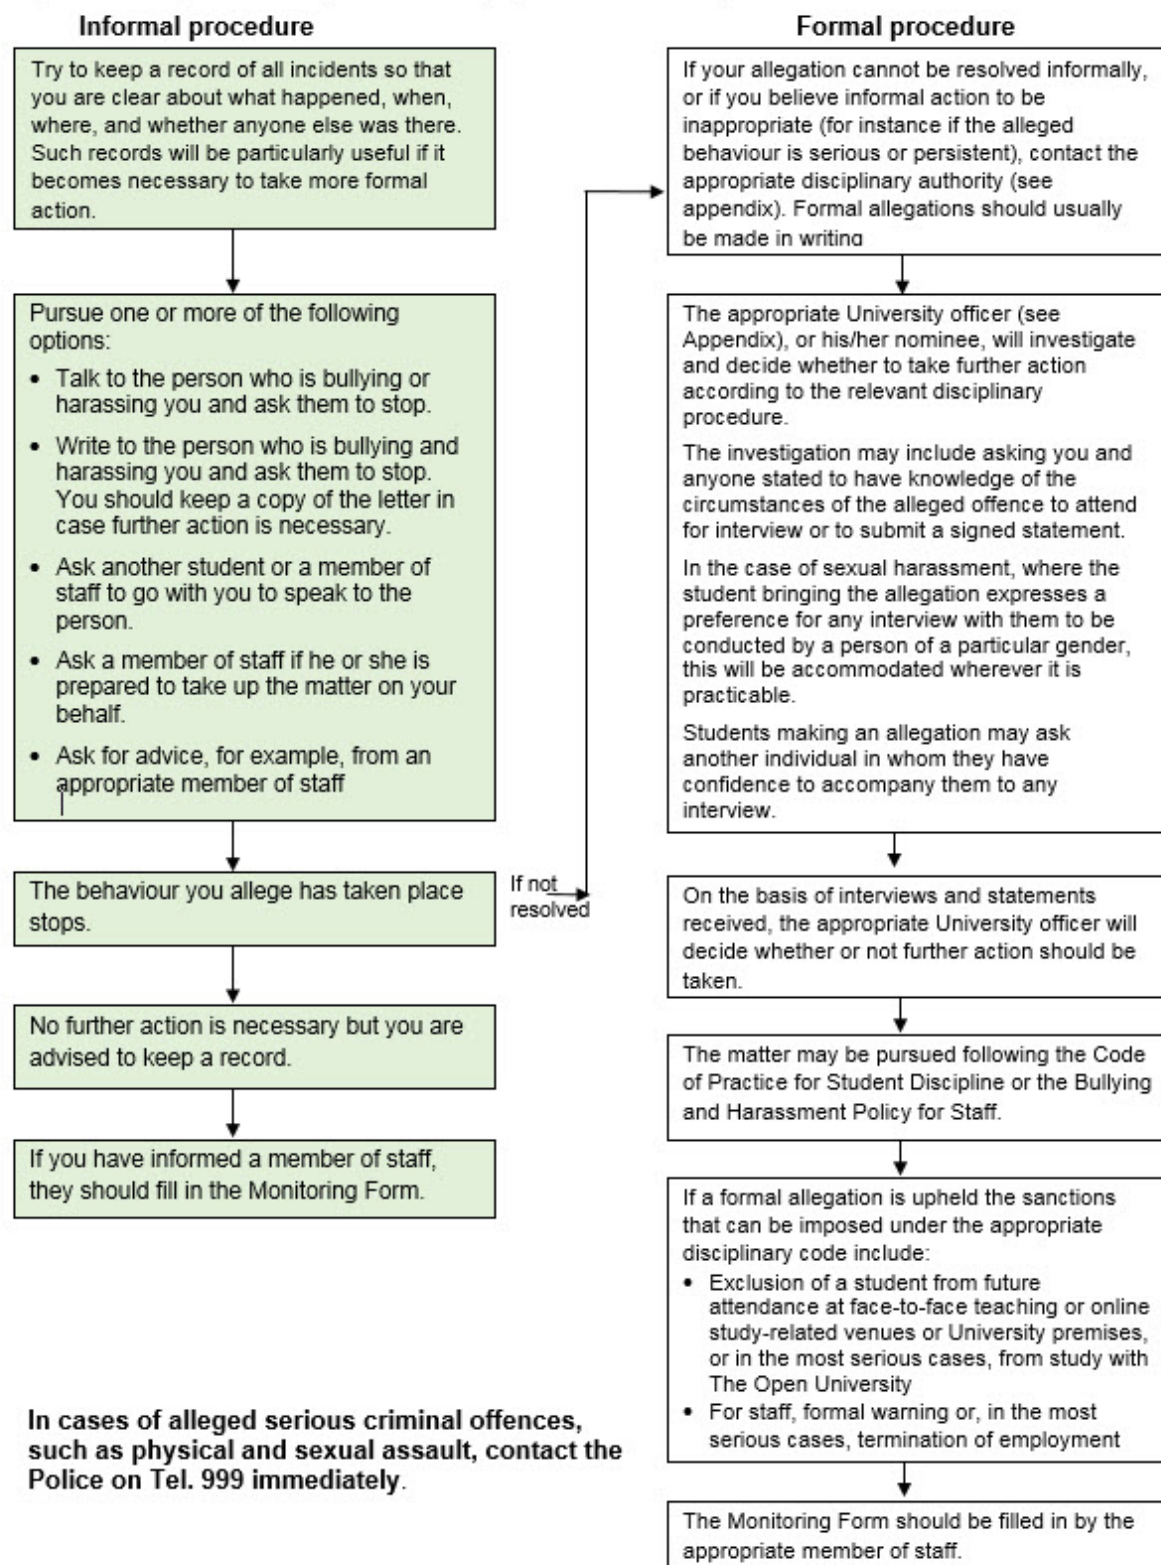 Informal procedure
Try to keep a record of all incidents so that
you are clear about what happened, when,
where, and whether anyone else was there.
Such records will be particularly useful if it
becomes necessary to take more formal
action.
Pursue one or more of the following
options:
• Talk to the person who is bullying or
harassing you and ask them to stop.
• Write to the person who is bullying and
harassing you and ask them to stop.
You should keep a copy of the letter in
case further action is necessary.
• Ask another student or a member of
staff to go with you to speak to the
person.
• Ask a member of staff if he or she is
prepared to take up the matter on your
behalf.
• Ask for advice, for example, from an
appropriate member of staff
The behaviour you allege has taken place
stops.
If not
resolved
No further action is necessary but you are
advised to keep a record.
If you have informed a member of staff,
they should fill in the Monitoring Form.
In cases of alleged serious criminal offences,
such as physical and sexual assault, contact the
Police on Tel. 999 immediately.
Formal procedure
If your allegation cannot be resolved informally,
or if you believe informal action to be
inappropriate (for instance if the alleged
behaviour is serious or persistent), contact the
appropriate disciplinary authority (see
appendix). Formal allegations should usually
be made in writing
The appropriate University officer (see
Appendix), or his/her nominee, will investigate
and decide whether to take further action
according to the relevant disciplinary
procedure.
The investigation may include asking you and
anyone stated to have knowledge of the
circumstances of the alleged offence to attend
for interview or to submit a signed statement.
In the case of sexual harassment, where the
student bringing the allegation expresses a
preference for any interview with them to be
conducted by a person of a particular gender,
this will be accommodated wherever it is
practicable.
Students making an allegation may ask
another individual in whom they have
confidence to accompany them to any
interview.
On the basis of interviews and statements
received, the appropriate University officer will
decide whether or not further action should be
taken.
The matter may be pursued following the Code
of Practice for Student Discipline or the Bullying
and Harassment Policy for Staff.
If a formal allegation is upheld the sanctions
that can be imposed under the appropriate
disciplinary code include:
• Exclusion of a student from future
attendance at face-to-face teaching or online
study-related venues or University premises,
or in the most serious cases, from study with
The Open University
• For staff, formal warning or, in the most
serious cases, termination of employment
The Monitoring Form should be filled in by the
appropriate member of staff.